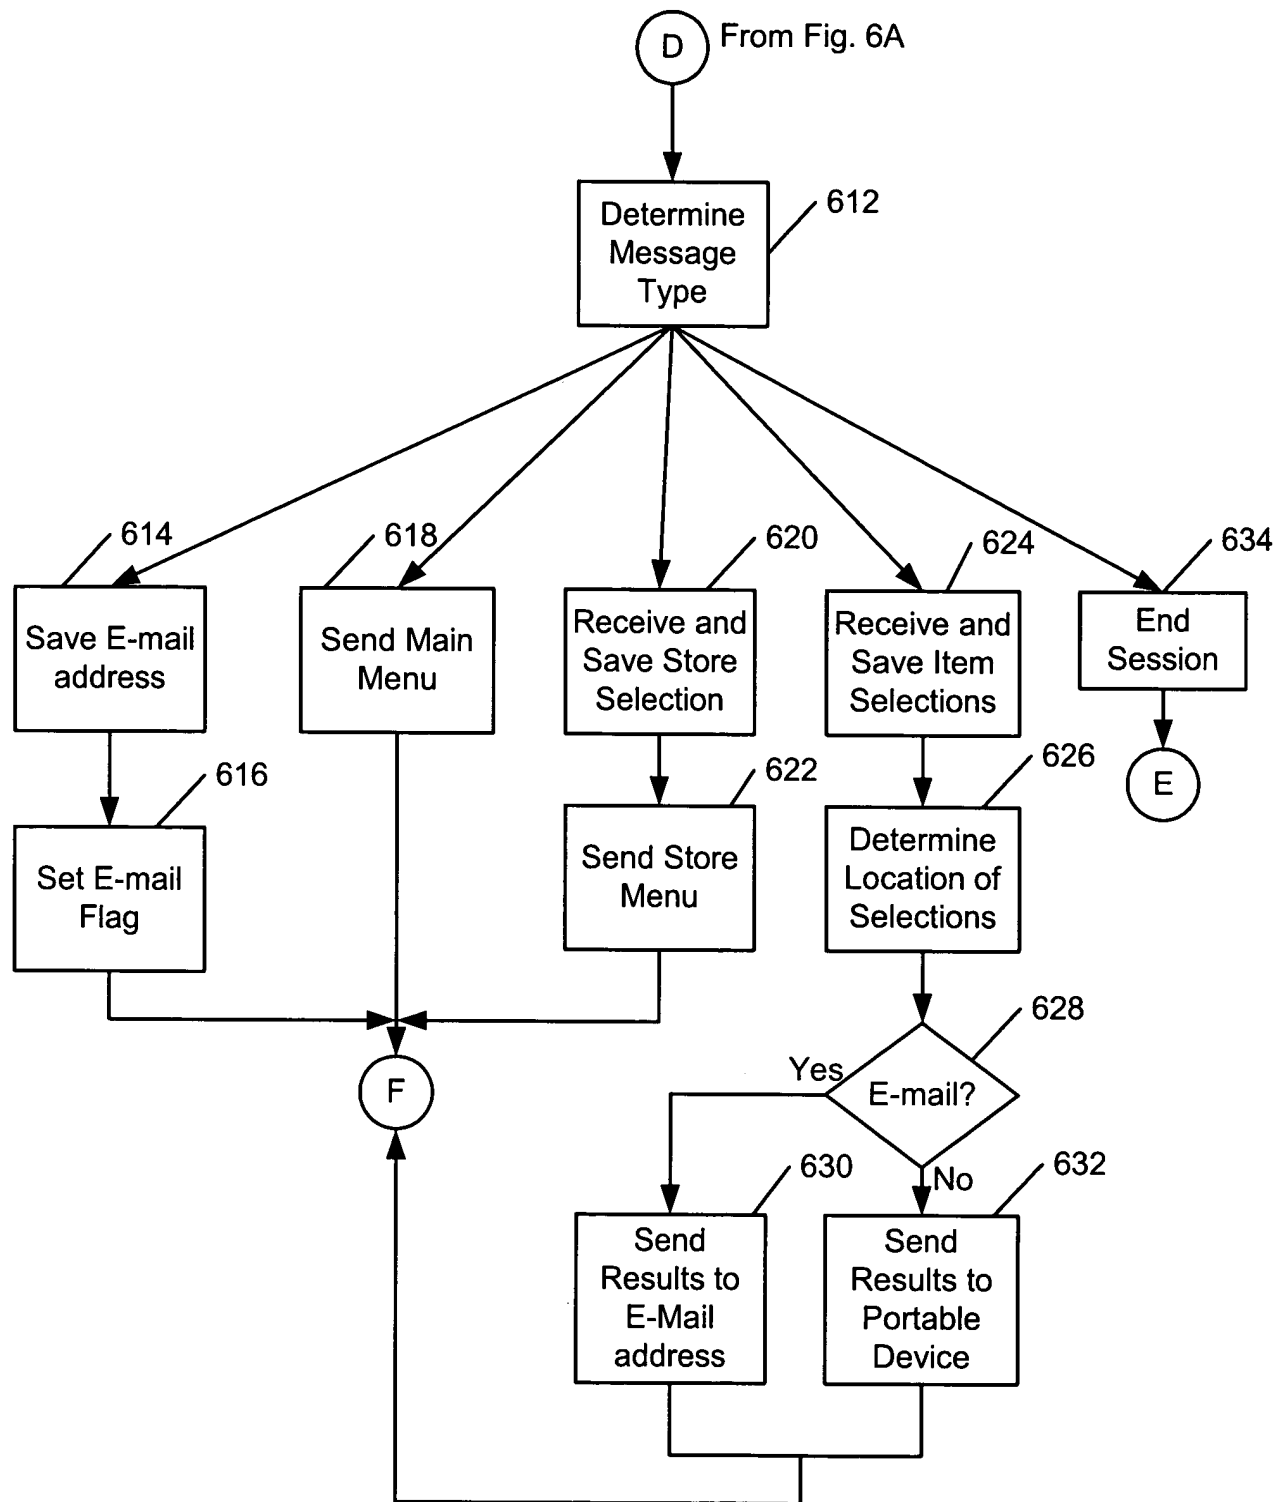 D From Fig. 6A
Determine
Message
Type
612
614
618
620
624
634
Save E-mail
address
Send Main
Menu
Receive and
Save Store
Selection
Receive and
Save Item
Selections
End
Session
616
622
626
E
Set E-mail
Flag
Send Store
Menu
Determine
Location of
Selections
628
F
Yes
E-mail?
No
630
632
Send
Results to
E-Mail
address
Send
Results to
Portable
Device